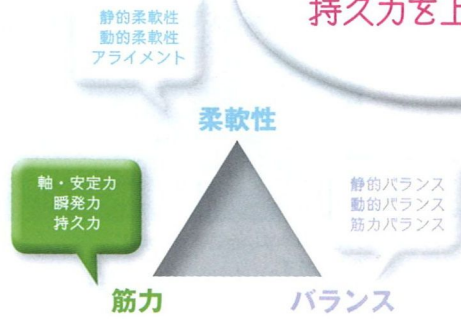 持久力を上
静的柔軟性
動的柔軟性
アライメント
柔軟性
軸・安定力
瞬発力
持久力
静的バランス
動的バランス
筋力バランス
筋力
バランス